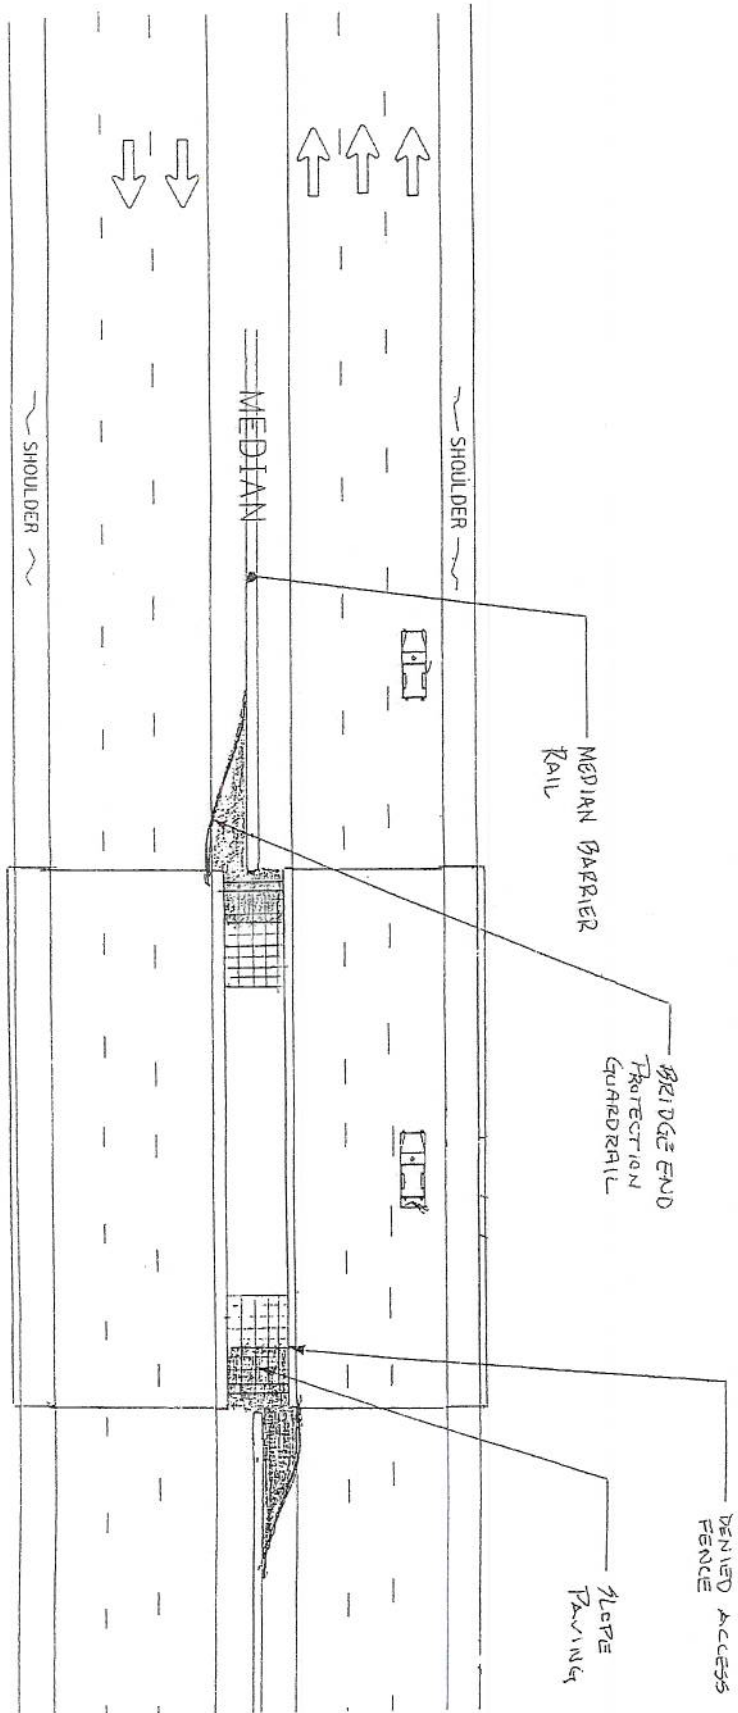 SHOULDER
MEDIAN
SHOULDER
MEDIAN BARRIER
RAIL
BRIDGE END
PROTECTION
GUARDRAIL
DENIED ACCESS
FENCE
SLOPE
PAVING